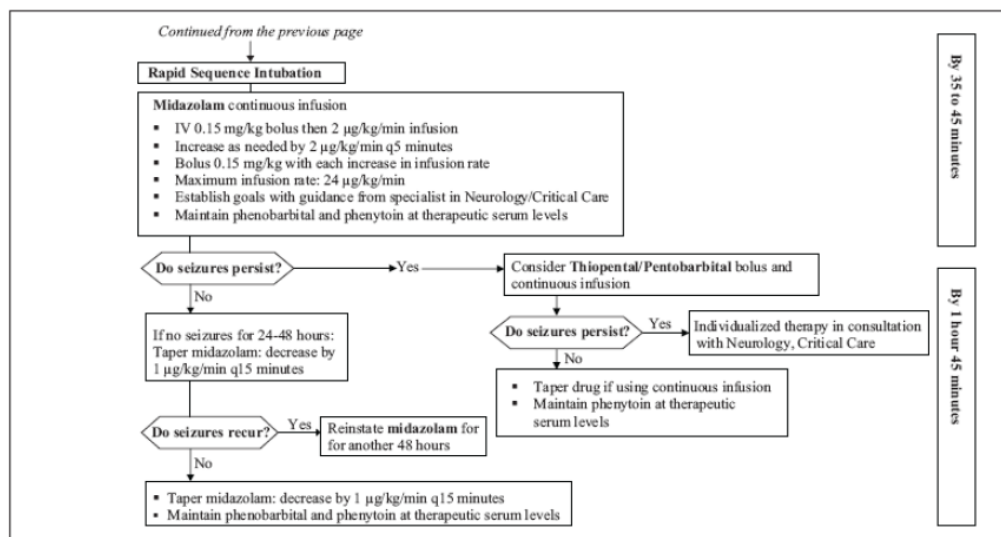 Continued from the previous page
Rapid Sequence Intubation
Midazolam continuous infusion
▪ IV 0.15 mg/kg bolus then 2 µg/kg/min infusion
▪ Increase as needed by 2 µg/kg/min q5 minutes
▪ Bolus 0.15 mg/kg with each increase in infusion rate
▪ Maximum infusion rate: 24 µg/kg/min
▪ Establish goals with guidance from specialist in Neurology/Critical Care
▪ Maintain phenobarbital and phenytoin at therapeutic serum levels
By 35 to 45 minutes
Do seizures persist?
Yes
Consider Thiopental/Pentobarbital bolus and
continuous infusion
No
If no seizures for 24-48 hours:
Taper midazolam: decrease by
1 µg/kg/min q15 minutes
Do seizures persist?
Yes
Individualized therapy in consultation
with Neurology, Critical Care
No
▪ Taper drug if using continuous infusion
▪ Maintain phenytoin at therapeutic
serum levels
Do seizures recur?
Yes
Reinstate midazolam for
for another 48 hours
No
▪ Taper midazolam: decrease by 1 µg/kg/min q15 minutes
▪ Maintain phenobarbital and phenytoin at therapeutic serum levels
By 1 hour 45 minutes